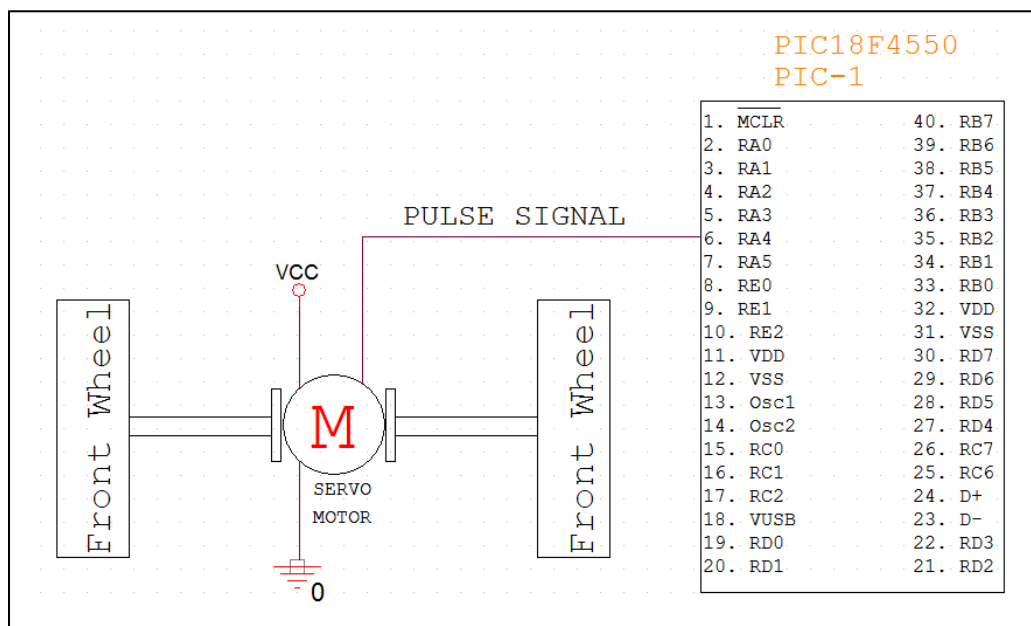 PIC18F4550
PIC-1
1. MCLR 40. RB7
2. RA0 39. RB6
3. RA1 38. RB5
4. RA2 37. RB4
5. RA3 36. RB3
6. RA4 35. RB2
7. RA5 34. RB1
8. RE0 33. RB0
9. RE1 32. VDD
10. RE2 31. VSS
11. VDD 30. RD7
12. VSS 29. RD6
13. Osc1 28. RD5
14. Osc2 27. RD4
15. RC0 26. RC7
16. RC1 25. RC6
17. RC2 24. D+
18. VUSB 23. D-
19. RD0 22. RD3
20. RD1 21. RD2
PULSE SIGNAL
VCC
Front Wheel
M
Front Wheel
SERVO
MOTOR
0